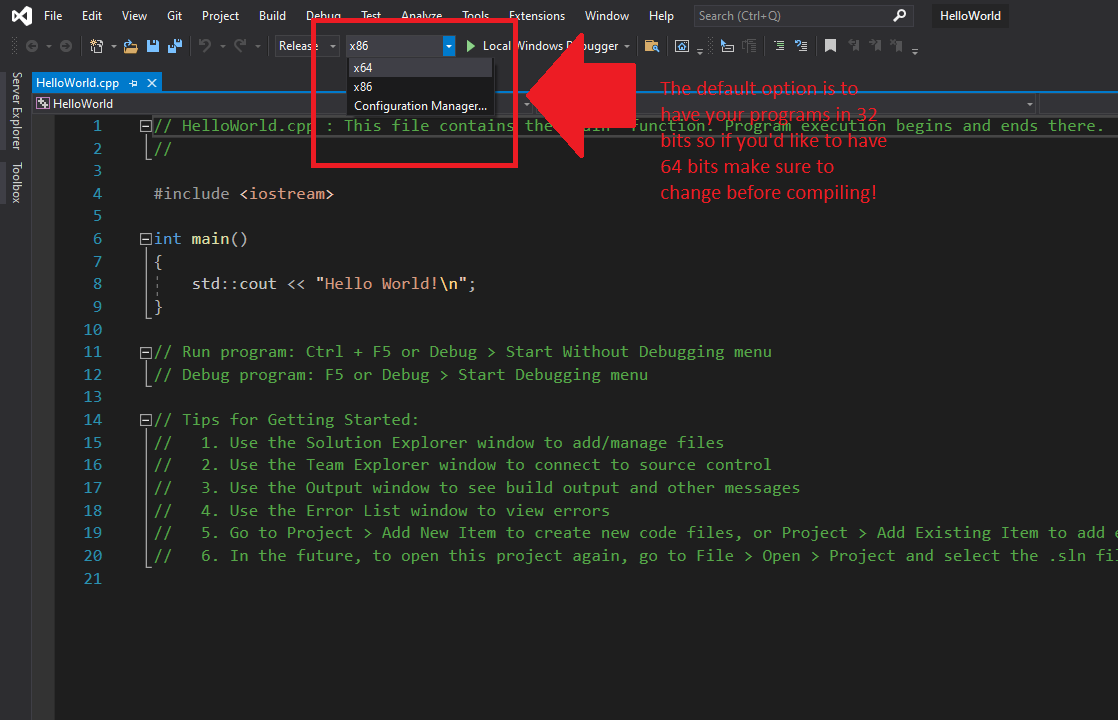 File Edit View Git Project Build Debug Test Analyze Tools Extensions Window Help Search (Ctrl+Q) HelloWorld
Release x86 Local Windows Debugger
x64
x86
Configuration Manager...
HelloWorld.cpp
HelloWorld
Server Explorer
Toolbox
The default option is to
have your programs in 32
bits so if you'd like to have
64 bits make sure to
change before compiling!
1 // HelloWorld.cpp : This file contains the 'main' function. Program execution begins and ends there.
2 //
3
4 #include <iostream>
5
6 int main()
7 {
8 std::cout << "Hello World!\n";
9 }
10
11 // Run program: Ctrl + F5 or Debug > Start Without Debugging menu
12 // Debug program: F5 or Debug > Start Debugging menu
13
14 // Tips for Getting Started:
15 // 1. Use the Solution Explorer window to add/manage files
16 // 2. Use the Team Explorer window to connect to source control
17 // 3. Use the Output window to see build output and other messages
18 // 4. Use the Error List window to view errors
19 // 5. Go to Project > Add New Item to create new code files, or Project > Add Existing Item to add
20 // 6. In the future, to open this project again, go to File > Open > Project and select the .sln
21